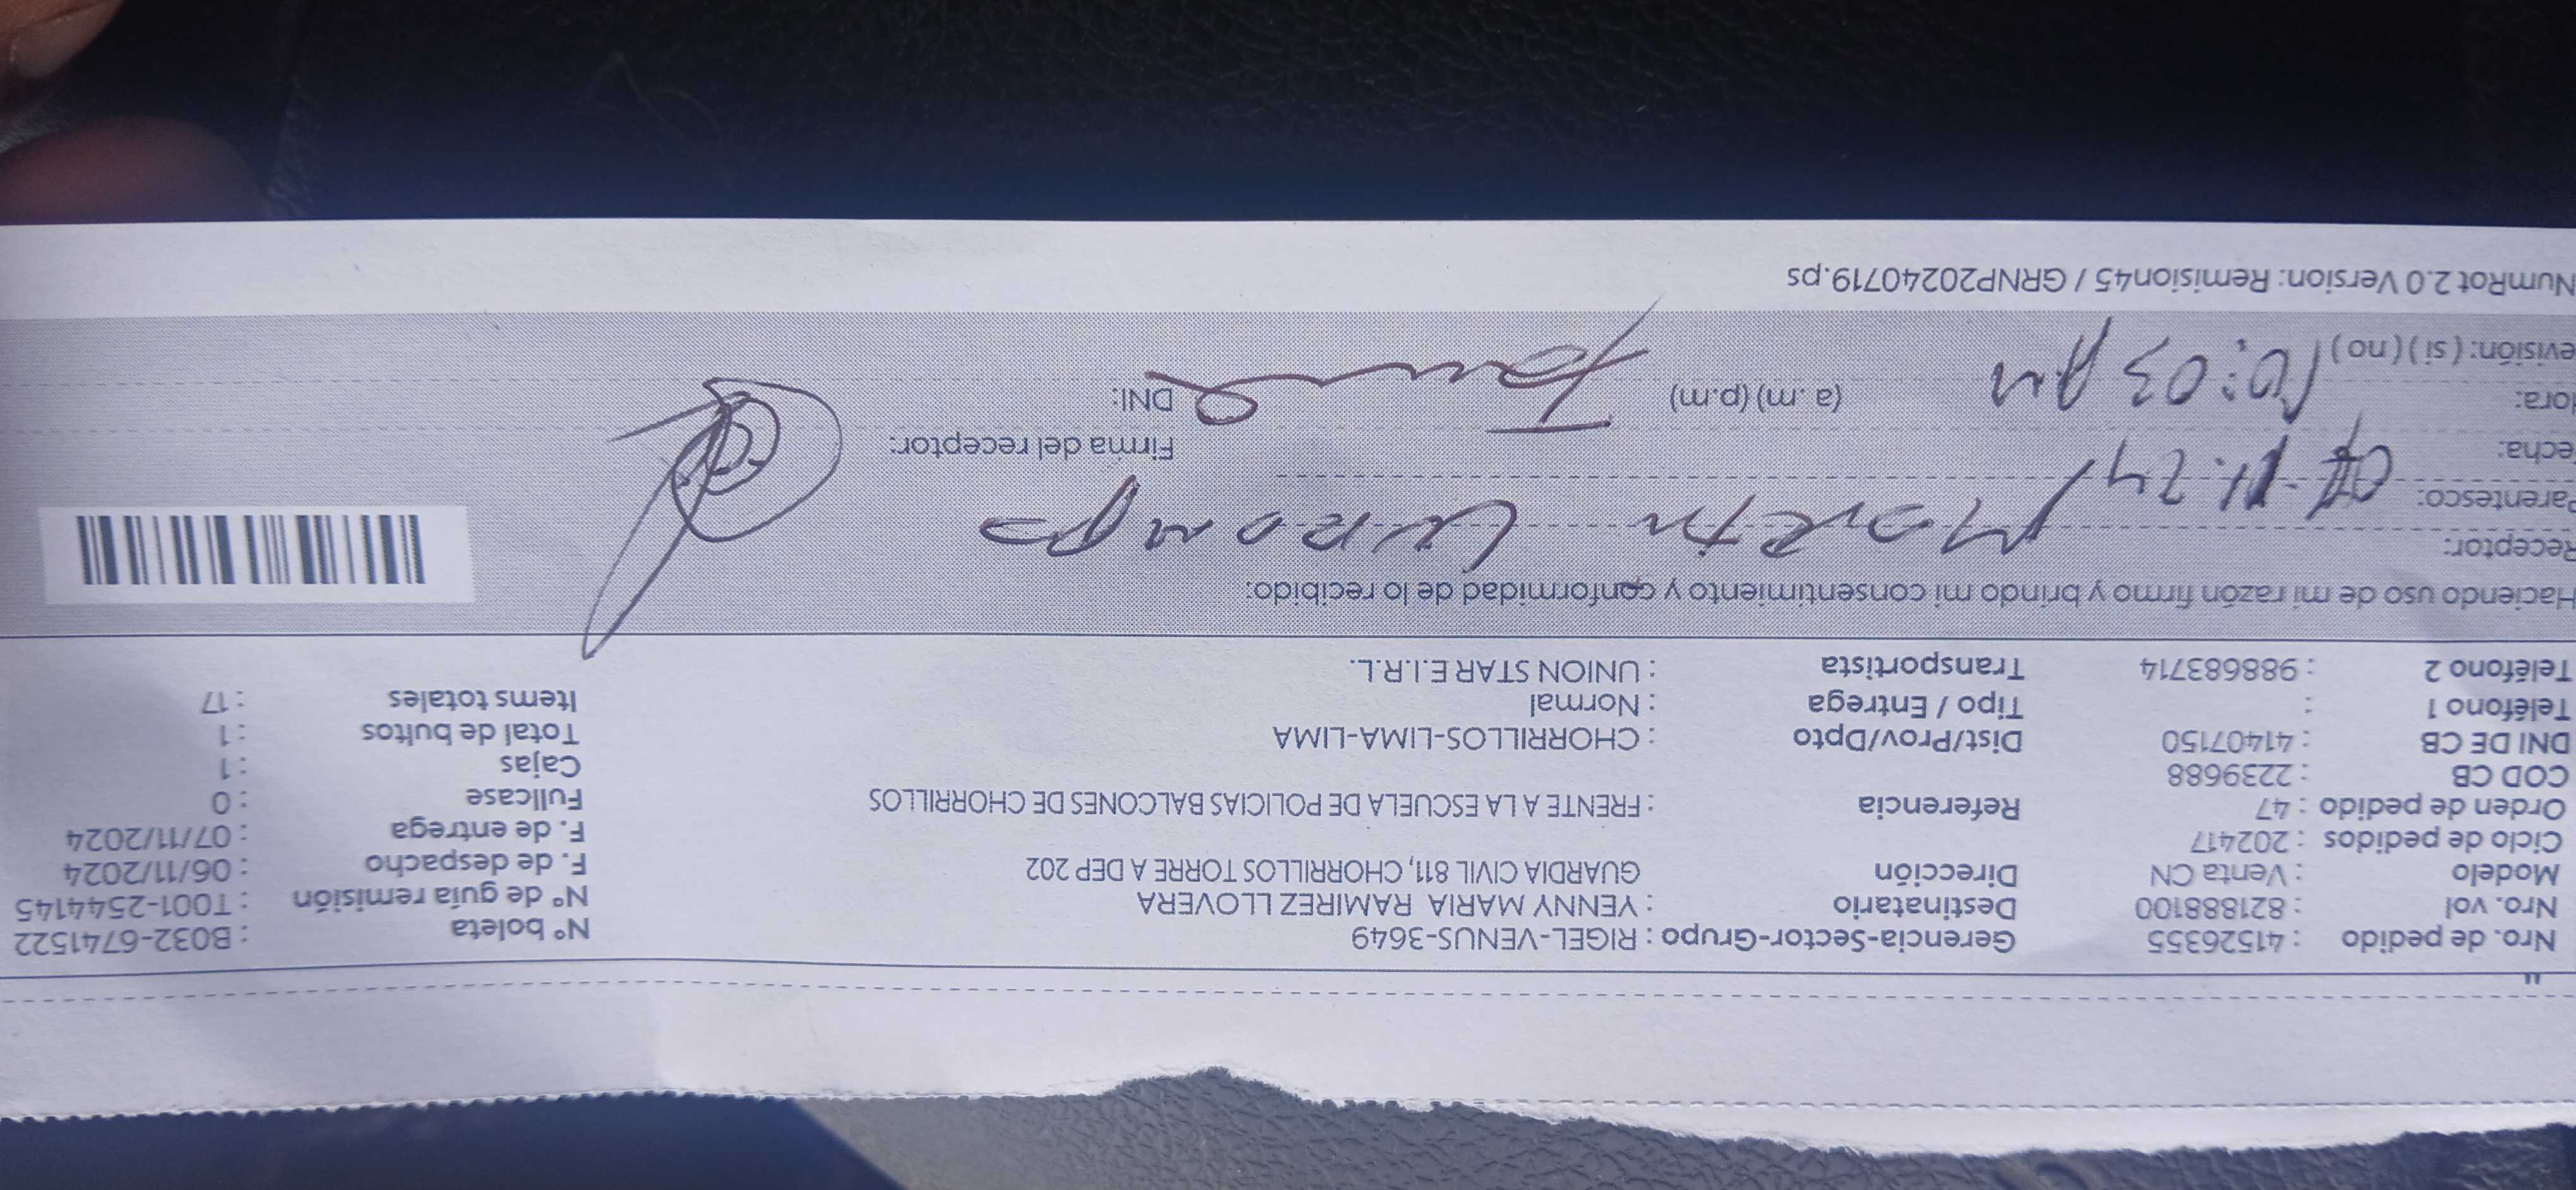 Nro. de pedido : 41526355 Gerencia-Sector-Grupo : RIGEL-VENUS-3649 N° boleta : B032-6741522
Nro. vol : 821888100 Destinatario : YENNY MARIA RAMIREZ LLOVERA N° de guía remisión : T001-2544145
Modelo : Venta CN Dirección GUARDIA CIVIL 811, CHORRILLOS TORRE A DEP 202 F. de despacho : 06/11/2024
Ciclo de pedidos : 202417 F. de entrega : 07/11/2024
Orden de pedido : 47 Referencia : FRENTE A LA ESCUELA DE POLICIAS BALCONES DE CHORRILLOS Fullcase : 0
COD CB : 2239688 Cajas : 1
DNI DE CB : 41407150 Dist/Prov/Dpto : CHORRILLOS-LIMA-LIMA Total de bultos : 1
Teléfono 1 : Tipo / Entrega : Normal Items totales : 17
Teléfono 2 : 988683714 Transportista : UNION STAR E.I.R.L.
Haciendo uso de mi razón firmo y brindo mi consentimiento y conformidad de lo recibido:
Receptor:
Parentesco: Firma del receptor:
echa: 11.24
ora: 10:03 AM (a .m) (p.m) DNI:
evisión: ( si ) ( no )
NumRot 2.0 Version: Remision45 / GRNP20240719.ps